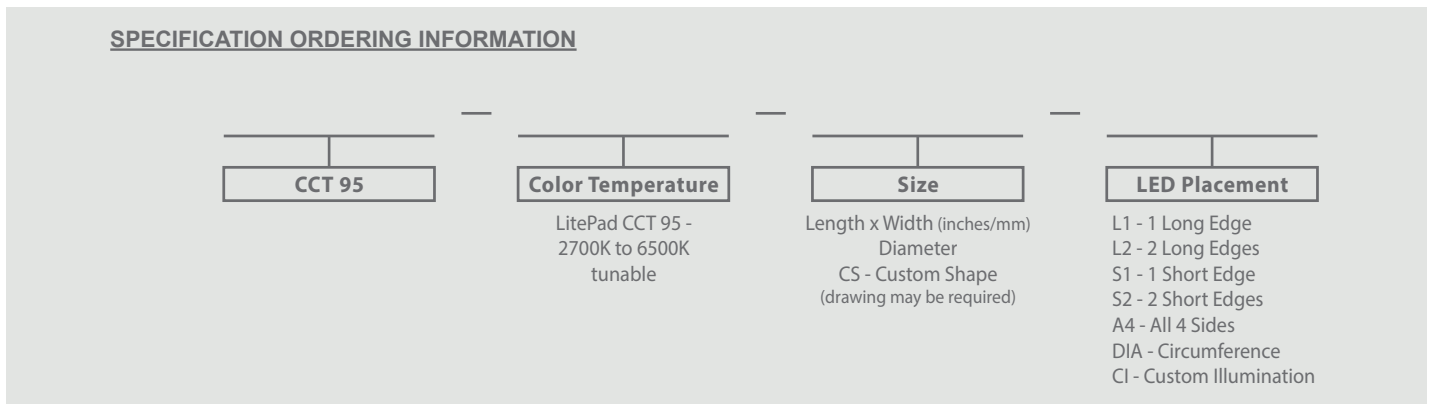 SPECIFICATION ORDERING INFORMATION
— — —
CCT 95
Color Temperature
Size
LED Placement
LitePad CCT 95 -
2700K to 6500K
tunable
Length x Width (inches/mm)
Diameter
CS - Custom Shape
(drawing may be required)
L1 - 1 Long Edge
L2 - 2 Long Edges
S1 - 1 Short Edge
S2 - 2 Short Edges
A4 - All 4 Sides
DIA - Circumference
CI - Custom Illumination